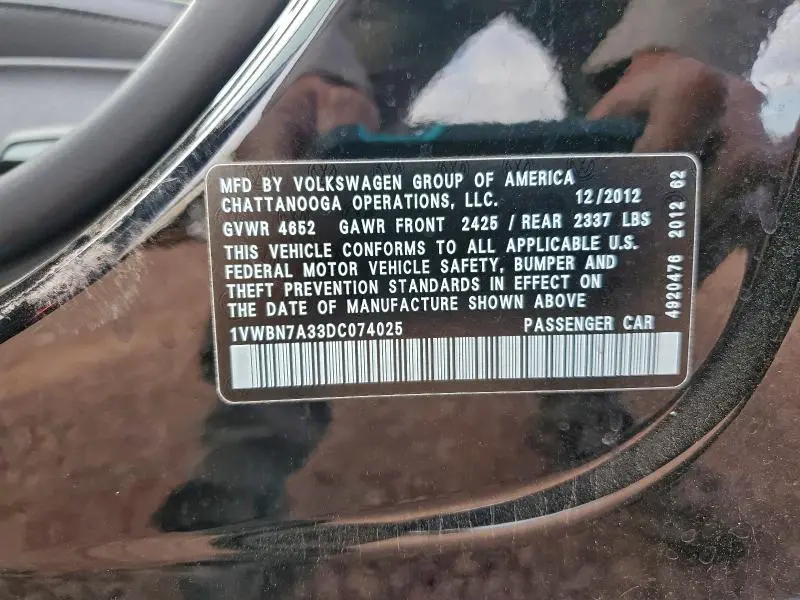 MFD BY VOLKSWAGEN GROUP OF AMERICA
CHATTANOOGA OPERATIONS, LLC. 12/2012
GVWR 4652 GAWR FRONT 2425 / REAR 2337 LBS
THIS VEHICLE CONFORMS TO ALL APPLICABLE U.S.
FEDERAL MOTOR VEHICLE SAFETY, BUMPER AND
THEFT PREVENTION STANDARDS IN EFFECT ON
THE DATE OF MANUFACTURE SHOWN ABOVE
1VWBN7A33DC074025 PASSENGER CAR
4920476 2012 62